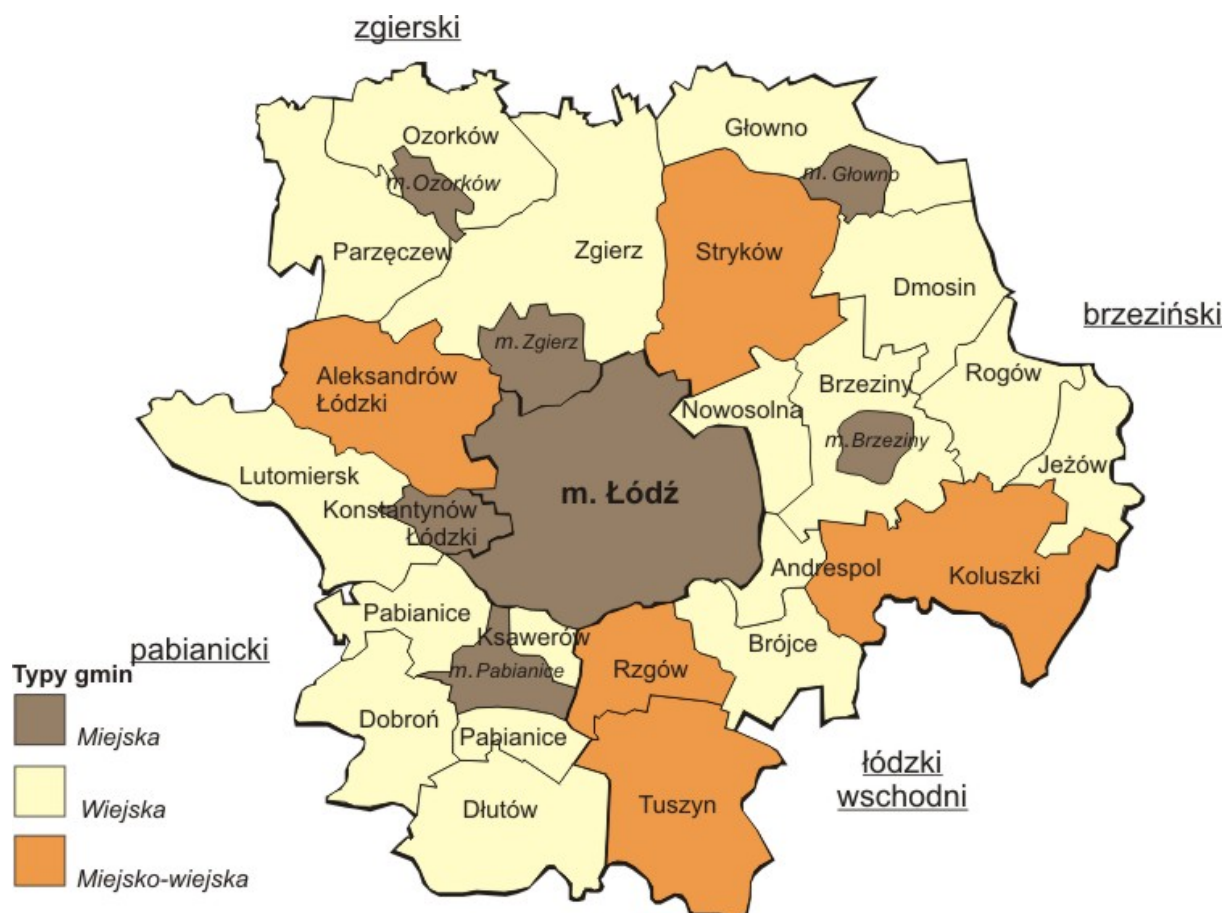 zgierski
Ozorków
Głowno
m. Ozorków
m. Głowno
Parzęczew
Zgierz
Stryków
Dmosin
brzeziński
m. Zgierz
Aleksandrów
Łódzki
Brzeziny
Rogów
Nowosolna
m. Brzeziny
Jeżów
Lutomiersk
Konstantynów
Łódzki
m. Łódź
Andrespol
Koluszki
Pabianice
Ksawerów
Brójce
pabianicki
m. Pabianice
Rzgów
Dobroń
Pabianice
Dłutów
Tuszyn
łódzki
wschodni
Typy gmin
Miejska
Wiejska
Miejsko-wiejska